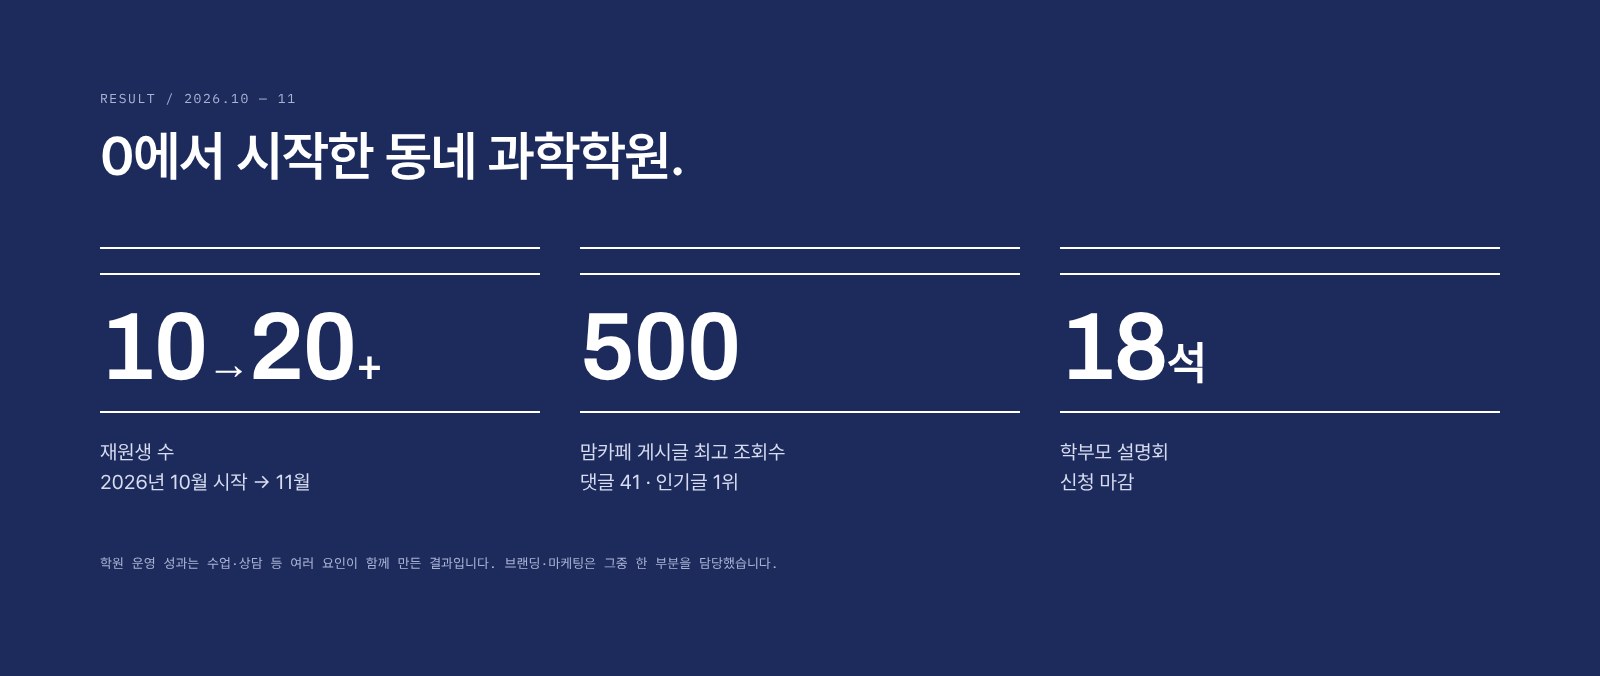 RESULT / 2026.10 — 11
0에서 시작한 동네 과학학원.
10→20+
500
18석
재원생 수
2026년 10월 시작 → 11월
맘카페 게시글 최고 조회수
댓글 41 · 인기글 1위
학부모 설명회
신청 마감
학원 운영 성과는 수업·상담 등 여러 요인이 함께 만든 결과입니다. 브랜딩·마케팅은 그중 한 부분을 담당했습니다.